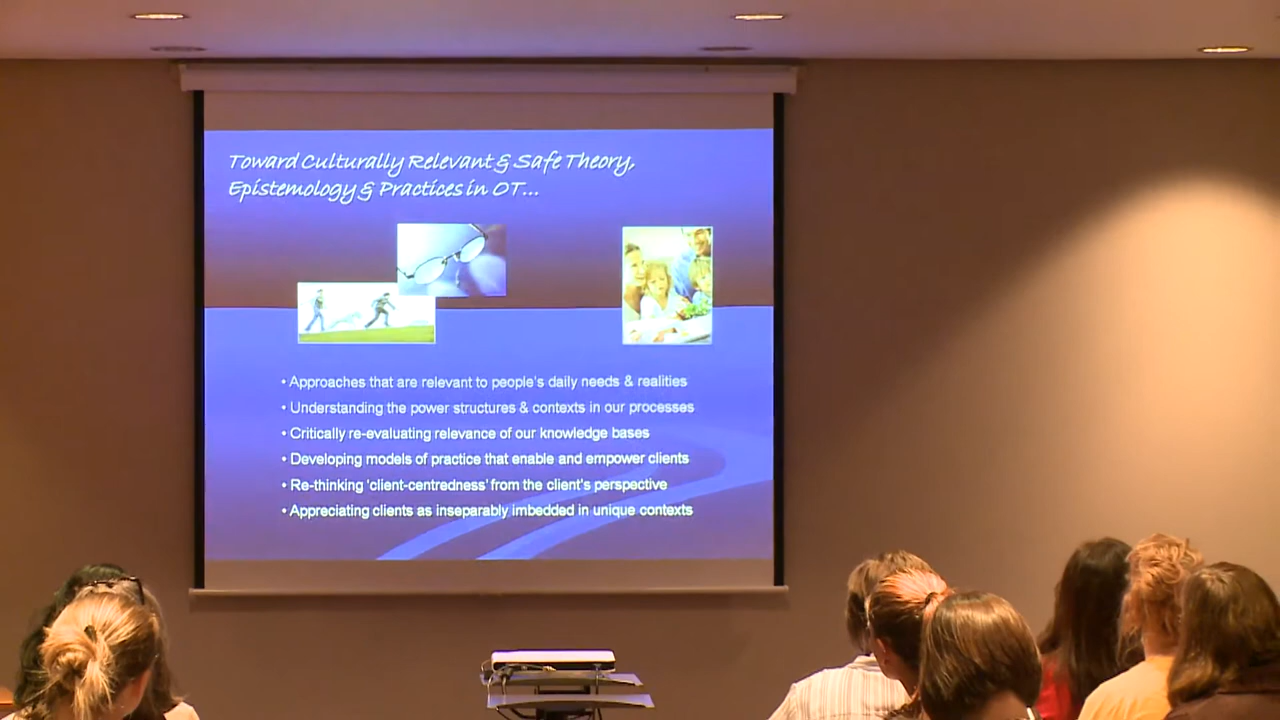 Toward Culturally Relevant & Safe Theory,
Epistemology & Practices in OT...
• Approaches that are relevant to people's daily needs & realities
• Understanding the power structures & contexts in our processes
• Critically re-evaluating relevance of our knowledge bases
• Developing models of practice that enable and empower clients
• Re-thinking 'client-centredness' from the client's perspective
• Appreciating clients as inseparably imbedded in unique contexts